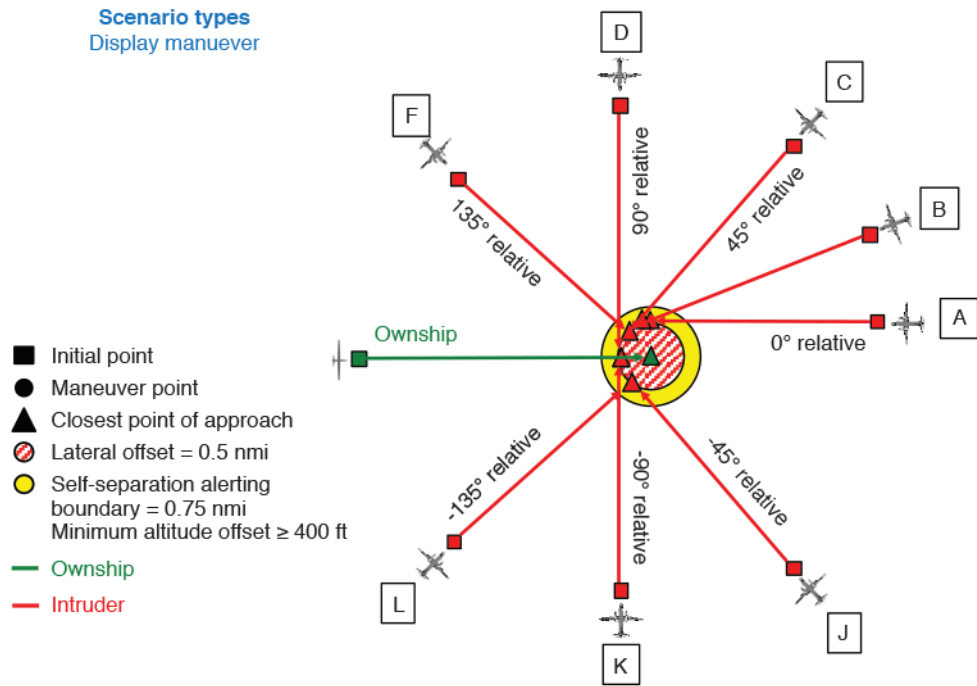 Scenario types
Display manuever
D
C
F
B
A
90° relative
45° relative
135° relative
0° relative
Ownship
Initial point
Maneuver point
Closest point of approach
Lateral offset = 0.5 nmi
Self-separation alerting
boundary = 0.75 nmi
Minimum altitude offset ≥ 400 ft
Ownship
Intruder
-135° relative
-90° relative
-45° relative
L
K
J